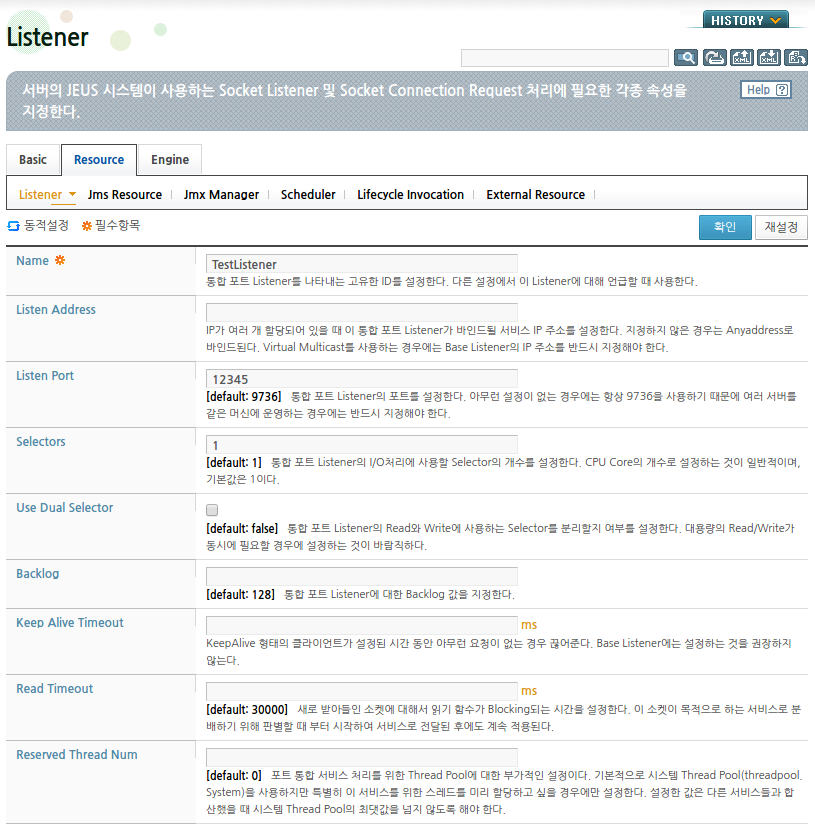 HISTORY
Listener
서버의 JEUS 시스템이 사용하는 Socket Listener 및 Socket Connection Request 처리에 필요한 각종 속성을
지정한다.
Help ?
Basic Resource Engine
Listener Jms Resource Jmx Manager Scheduler Lifecycle Invocation External Resource
동적설정 필수항목 확인 재설정
Name TestListener
통합 포트 Listener를 나타내는 고유한 ID를 설정한다. 다른 설정에서 이 Listener에 대해 언급할 때 사용한다.
Listen Address
IP가 여러 개 할당되어 있을 때 이 통합 포트 Listener가 바인드될 서비스 IP 주소를 설정한다. 지정하지 않은 경우는 Anyaddress로
바인드된다. Virtual Multicast를 사용하는 경우에는 Base Listener의 IP 주소를 반드시 지정해야 한다.
Listen Port 12345
[default: 9736] 통합 포트 Listener의 포트를 설정한다. 아무런 설정이 없는 경우에는 항상 9736을 사용하기 때문에 여러 서버를
같은 머신에 운영하는 경우에는 반드시 지정해야 한다.
Selectors 1
[default: 1] 통합 포트 Listener의 I/O처리에 사용할 Selector의 개수를 설정한다. CPU Core의 개수로 설정하는 것이 일반적이며,
기본값은 1이다.
Use Dual Selector
[default: false] 통합 포트 Listener의 Read와 Write에 사용하는 Selector를 분리할지 여부를 설정한다. 대용량의 Read/Write가
동시에 필요할 경우에 설정하는 것이 바람직하다.
Backlog
[default: 128] 통합 포트 Listener에 대한 Backlog 값을 지정한다.
Keep Alive Timeout ms
KeepAlive 형태의 클라이언트가 설정된 시간 동안 아무런 요청이 없는 경우 끊어준다. Base Listener에는 설정하는 것을 권장하지
않는다.
Read Timeout ms
[default: 30000] 새로 받아들인 소켓에 대해서 읽기 함수가 Blocking되는 시간을 설정한다. 이 소켓이 목적으로 하는 서비스로 분
배하기 위해 판별할 때 부터 시작하여 서비스로 전달된 후에도 계속 적용된다.
Reserved Thread Num
[default: 0] 포트 통합 서비스 처리를 위한 Thread Pool에 대한 부가적인 설정이다. 기본적으로 시스템 Thread Pool(threadpool.
System)을 사용하지만 특별히 이 서비스를 위한 스레드를 미리 할당하고 싶을 경우에만 설정한다. 설정한 값은 다른 서비스들과 합
산했을 때 시스템 Thread Pool의 최댓값을 넘지 않도록 해야 한다.